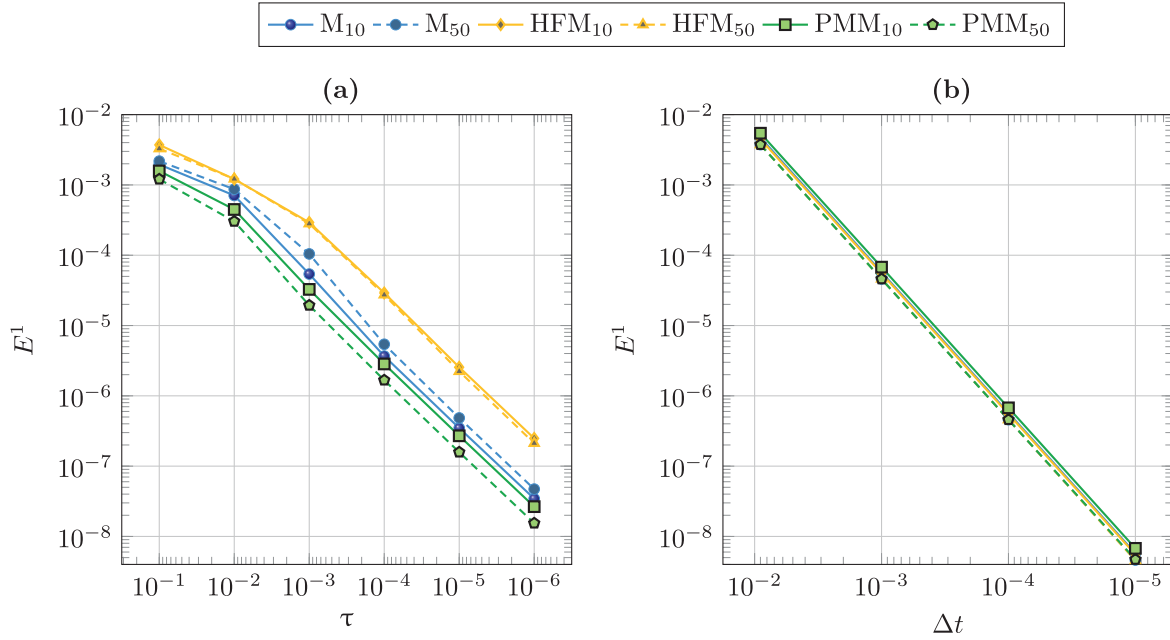 M₁₀ M₅₀ HFM₁₀ HFM₅₀ PMM₁₀ PMM₅₀
(a)
10⁻²
10⁻³
10⁻⁴
10⁻⁵
10⁻⁶
10⁻⁷
10⁻⁸
E¹
10⁻¹ 10⁻² 10⁻³ 10⁻⁴ 10⁻⁵ 10⁻⁶
τ
(b)
10⁻²
10⁻³
10⁻⁴
10⁻⁵
10⁻⁶
10⁻⁷
10⁻⁸
E¹
10⁻² 10⁻³ 10⁻⁴ 10⁻⁵
Δt